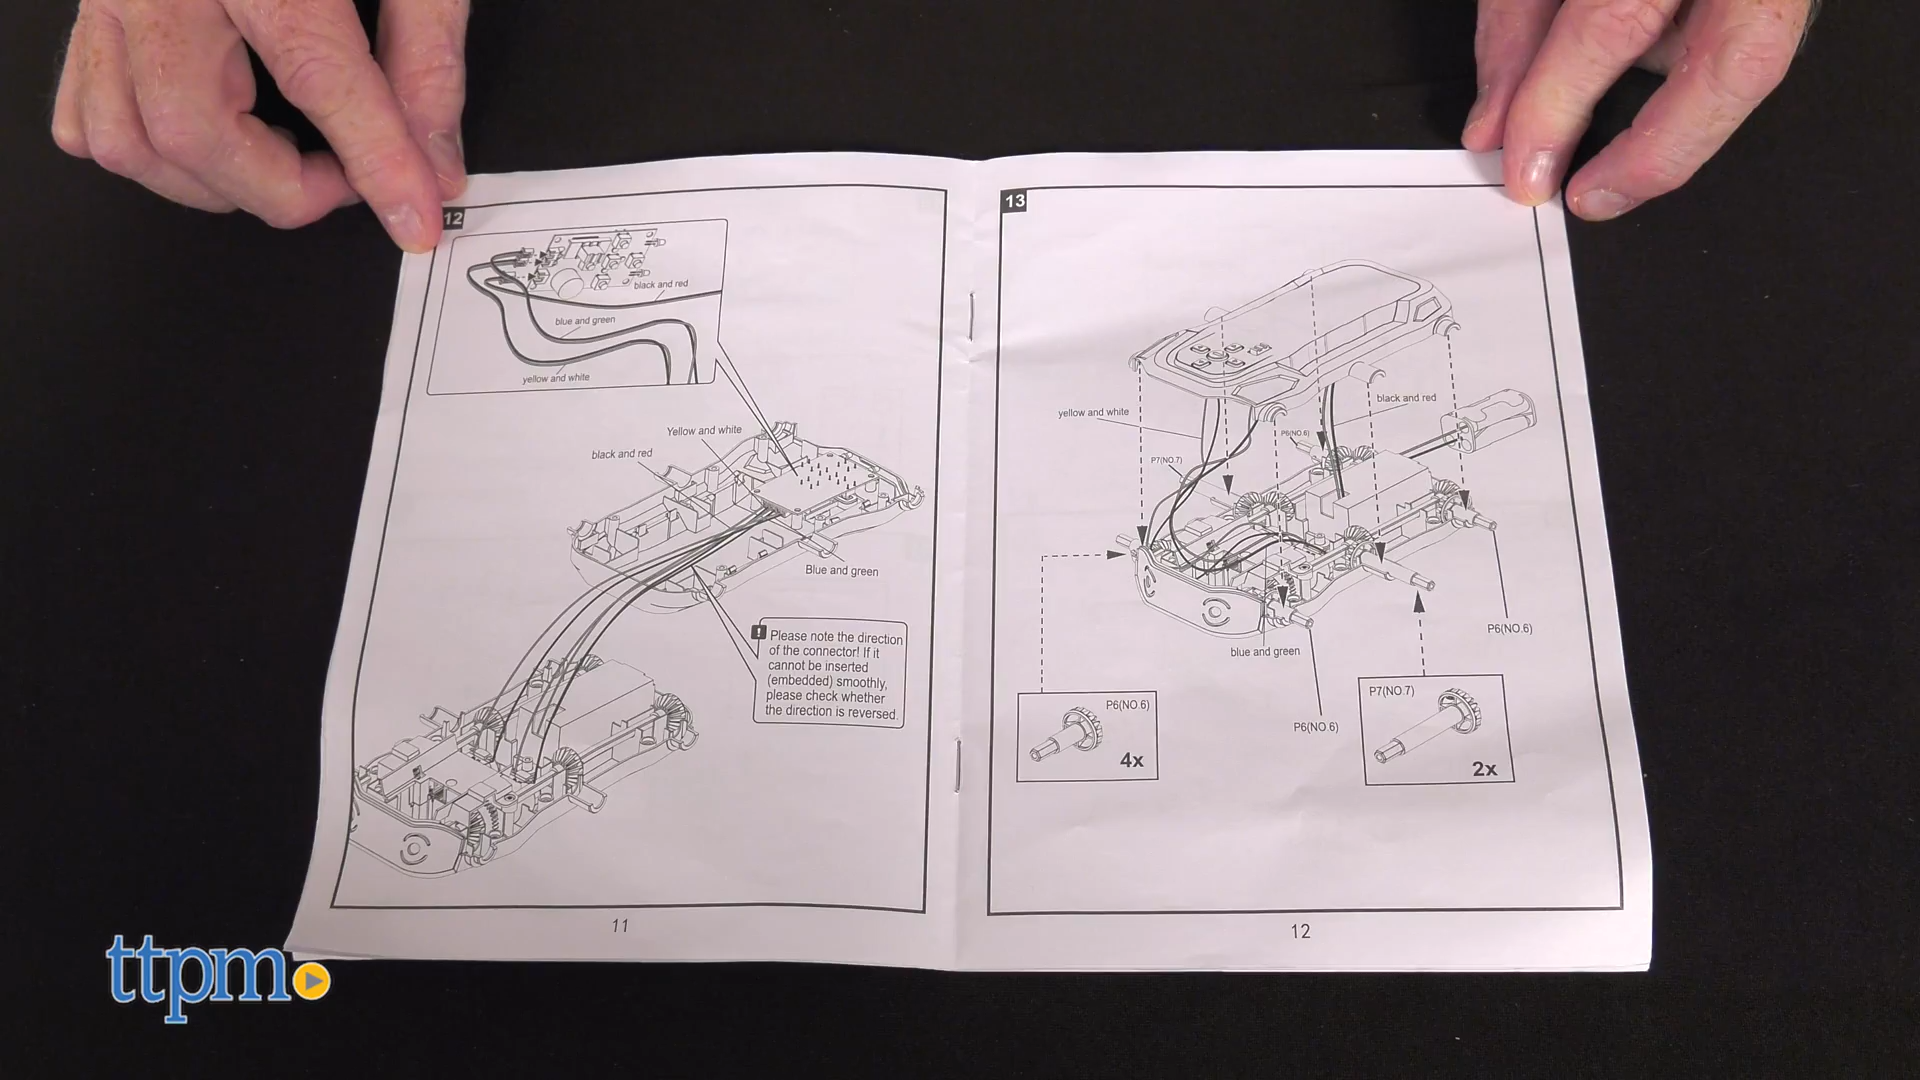 12
black and red
blue and green
yellow and white
Yellow and white
black and red
Blue and green
! Please note the direction
of the connector! If it
cannot be inserted
(embedded) smoothly,
please check whether
the direction is reversed.
11
13
yellow and white
black and red
P6(NO.6)
P7(NO.7)
P6(NO.6)
blue and green
P6(NO.6)
4x
P6(NO.6)
P7(NO.7)
2x
12
ttpm